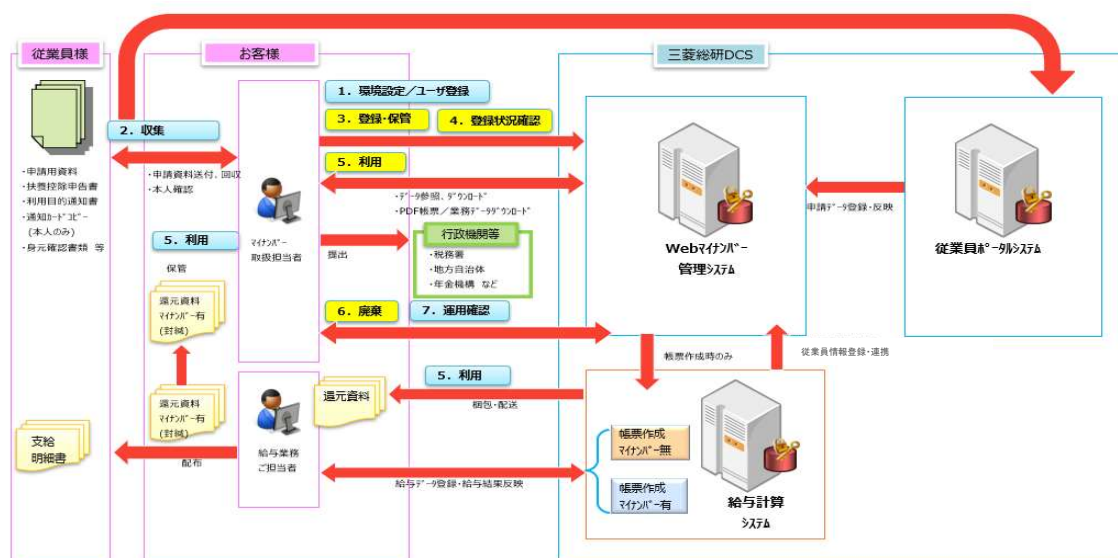 従業員様
お客様
三菱総研DCS
1．環境設定／ユーザ登録
2．収集
3．登録・保管
4．登録状況確認
・申請用資料
・扶養控除申告書
・利用目的通知書
・通知ｶｰﾄﾞｺﾋﾟｰ
(本人のみ)
・身元確認書類 等
・申請資料送付、回収
・本人確認
5．利用
・ﾃﾞｰﾀ参照、ﾀﾞｳﾝﾛｰﾄﾞ
・PDF帳票／業務ﾃﾞｰﾀﾀﾞｳﾝﾛｰﾄﾞ
申請データ登録・反映
Webﾏｲﾅﾝﾊﾞｰ
管理ｼｽﾃﾑ
従業員ﾎﾟｰﾀﾙｼｽﾃﾑ
5．利用
保管
ﾏｲﾅﾝﾊﾞｰ
取扱担当者
提出
行政機関等
・税務署
・地方自治体
・年金機構 など
還元資料
ﾏｲﾅﾝﾊﾞｰ有
(封緘)
6．廃棄
7．運用確認
帳票作成時のみ
従業員情報登録・連携
5．利用
梱包・配送
還元資料
還元資料
ﾏｲﾅﾝﾊﾞｰ有
(封緘)
支給
明細書
配布
給与業務
ご担当者
給与データ登録・給与結果反映
帳票作成
ﾏｲﾅﾝﾊﾞｰ無
帳票作成
ﾏｲﾅﾝﾊﾞｰ有
給与計算
ｼｽﾃﾑ